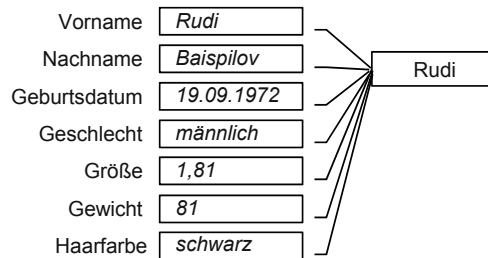 Vorname Rudi
Nachname Baispilov
Rudi
Geburtsdatum 19.09.1972
Geschlecht männlich
Größe 1,81
Gewicht 81
Haarfarbe schwarz